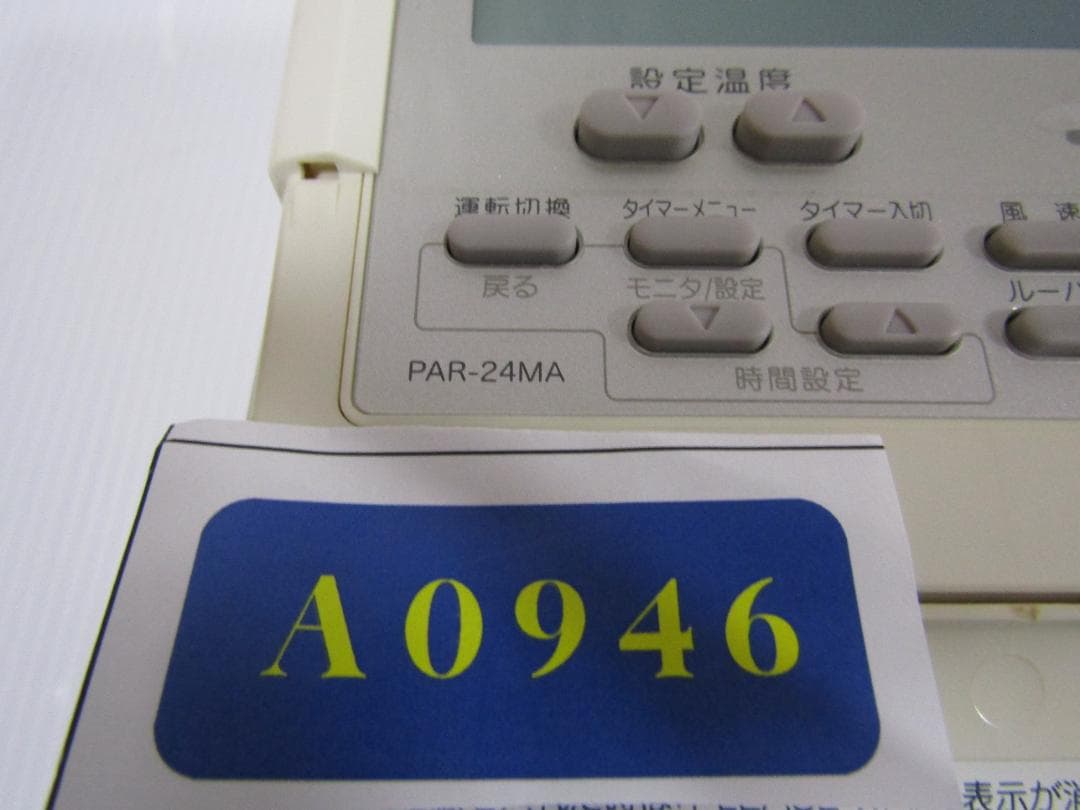 設定温度
▽ △
運転切換 タイマーメニュー タイマー入切 風 速
戻る モニタ/設定 ルーバ
▽ △
PAR-24MA 時間設定
A0946
表示が消